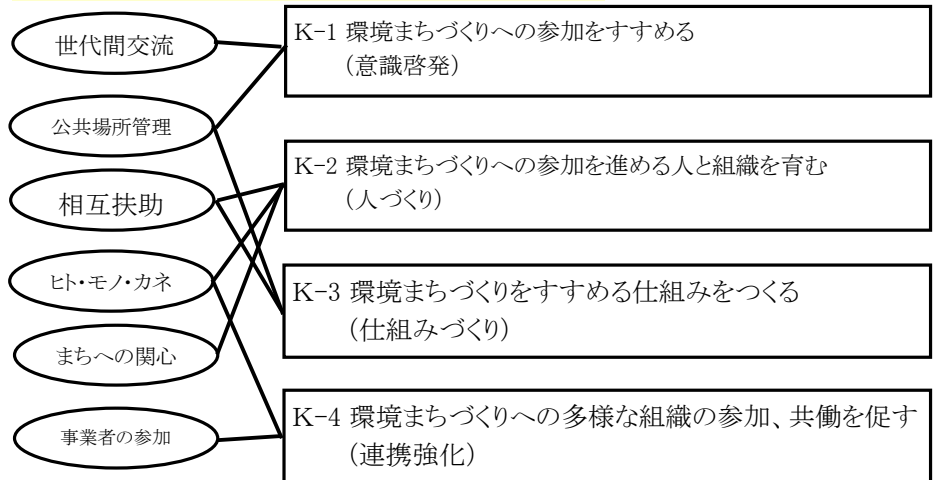 世代間交流
公共場所管理
相互扶助
ヒト・モノ・カネ
まちへの関心
事業者の参加
K-1 環境まちづくりへの参加をすすめる
（意識啓発）
K-2 環境まちづくりへの参加を進める人と組織を育む
（人づくり）
K-3 環境まちづくりをすすめる仕組みをつくる
（仕組みづくり）
K-4 環境まちづくりへの多様な組織の参加、共働を促す
（連携強化）